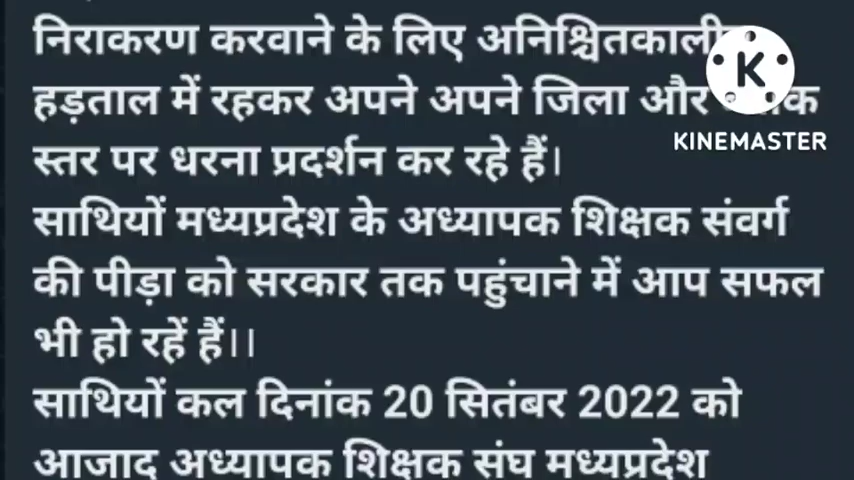 निराकरण करवाने के लिए
हड़ताल में रहकर अपने अपने जिला और
स्तर पर धरना प्रदर्शन कर रहे हैं।
साथियों मध्यप्रदेश के अध्यापक शिक्षक संवर्ग
की पीड़ा को सरकार तक पहुंचाने में आप सफल
भी हो रहें हैं।।
साथियों कल दिनांक 20 सितंबर 2022 को
आजाद अध्यापक शिक्षक संघ मध्यप्रदेश
K
KINEMASTER